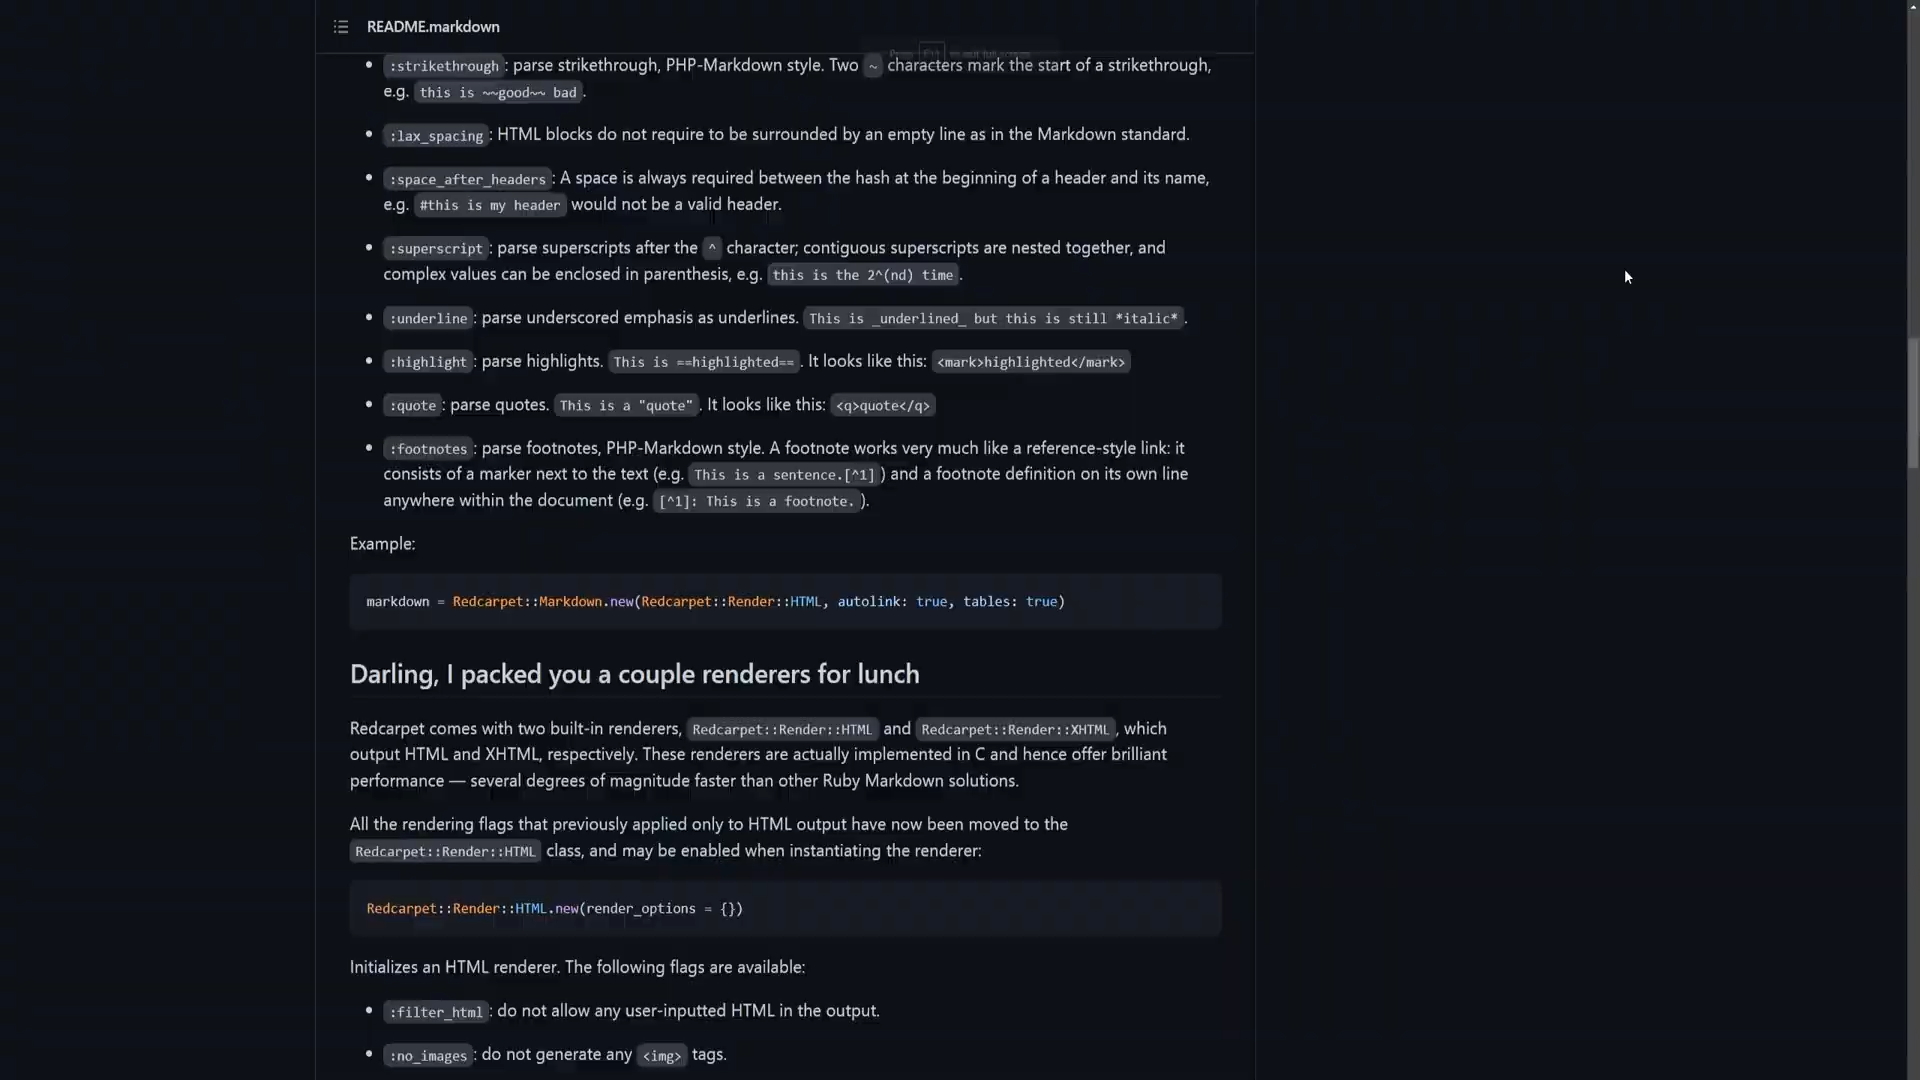 README.markdown
:strikethrough: parse strikethrough, PHP-Markdown style. Two ~ characters mark the start of a strikethrough,
e.g. this is ~~good~~ bad.
:lax_spacing: HTML blocks do not require to be surrounded by an empty line as in the Markdown standard.
:space_after_headers: A space is always required between the hash at the beginning of a header and its name,
e.g. #this is my header would not be a valid header.
:superscript: parse superscripts after the ^ character; contiguous superscripts are nested together, and
complex values can be enclosed in parenthesis, e.g. this is the 2^(nd) time.
:underline: parse underscored emphasis as underlines. This is _underlined_ but this is still *italic*.
:highlight: parse highlights. This is ==highlighted==. It looks like this: <mark>highlighted</mark>
:quote: parse quotes. This is a "quote". It looks like this: <q>quote</q>
:footnotes: parse footnotes, PHP-Markdown style. A footnote works very much like a reference-style link: it
consists of a marker next to the text (e.g. This is a sentence.[^1]) and a footnote definition on its own line
anywhere within the document (e.g. [^1]: This is a footnote.).
Example:
markdown = Redcarpet::Markdown.new(Redcarpet::Render::HTML, autolink: true, tables: true)
Darling, I packed you a couple renderers for lunch
Redcarpet comes with two built-in renderers, Redcarpet::Render::HTML and Redcarpet::Render::XHTML, which
output HTML and XHTML, respectively. These renderers are actually implemented in C and hence offer brilliant
performance — several degrees of magnitude faster than other Ruby Markdown solutions.
All the rendering flags that previously applied only to HTML output have now been moved to the
Redcarpet::Render::HTML class, and may be enabled when instantiating the renderer:
Redcarpet::Render::HTML.new(render_options = {})
Initializes an HTML renderer. The following flags are available:
:filter_html: do not allow any user-inputted HTML in the output.
:no_images: do not generate any <img> tags.